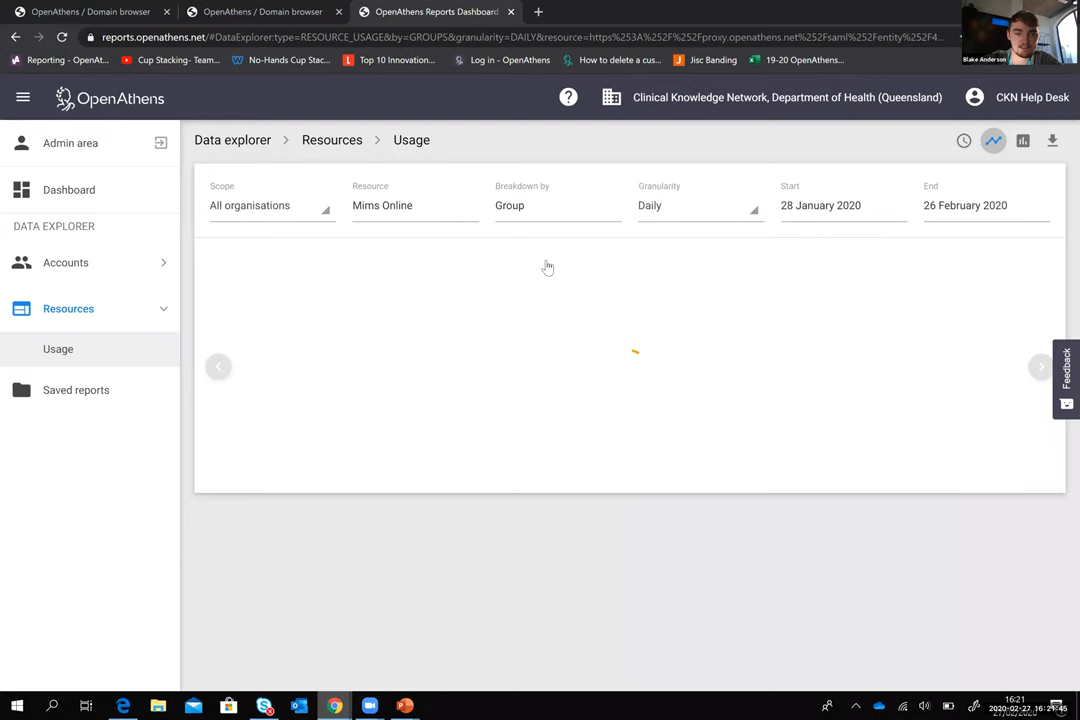 OpenAthens / Domain browser
OpenAthens / Domain browser
OpenAthens Reports Dashboard
reports.openathens.net/#DataExplorer:type=RESOURCE_USAGE&by=GROUPS&granularity=DAILY&resource=https%253A%252F%252Fproxy.openathens.net%252Fsaml%252Fentity%252F4...
Reporting - OpenAt...
Cup Stacking- Team...
No-Hands Cup Stac...
Top 10 Innovation...
Log in - OpenAthens
How to delete a cus...
Jisc Banding
19-20 OpenAthens...
Blake Anderson
OpenAthens
Clinical Knowledge Network, Department of Health (Queensland)
CKN Help Desk
Admin area
Dashboard
DATA EXPLORER
Accounts
Resources
Usage
Saved reports
Data explorer > Resources > Usage
Scope
All organisations
Resource
Mims Online
Breakdown by
Group
Granularity
Daily
Start
28 January 2020
End
26 February 2020
Feedback
16:21
2020-02-27 16:21:45